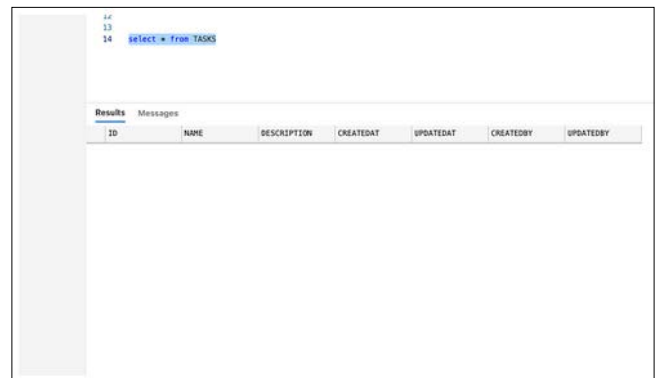 12
13
14 select * from TASKS
Results Messages
ID NAME DESCRIPTION CREATEDAT UPDATEDAT CREATEDBY UPDATEDBY